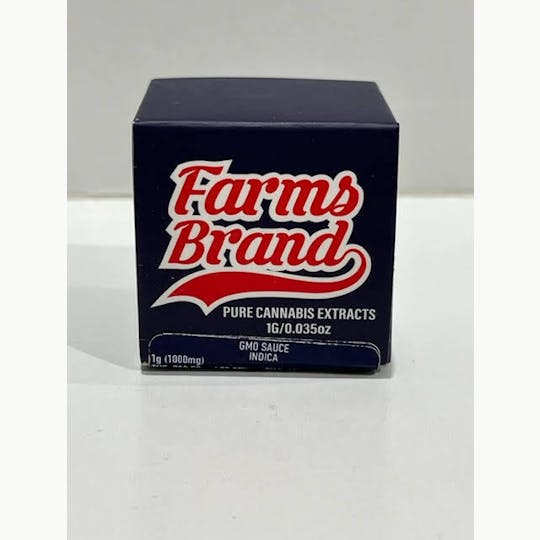 Farms
Brand
PURE CANNABIS EXTRACTS
1G/0.035oz
GMO SAUCE
INDICA
1g (1000mg)